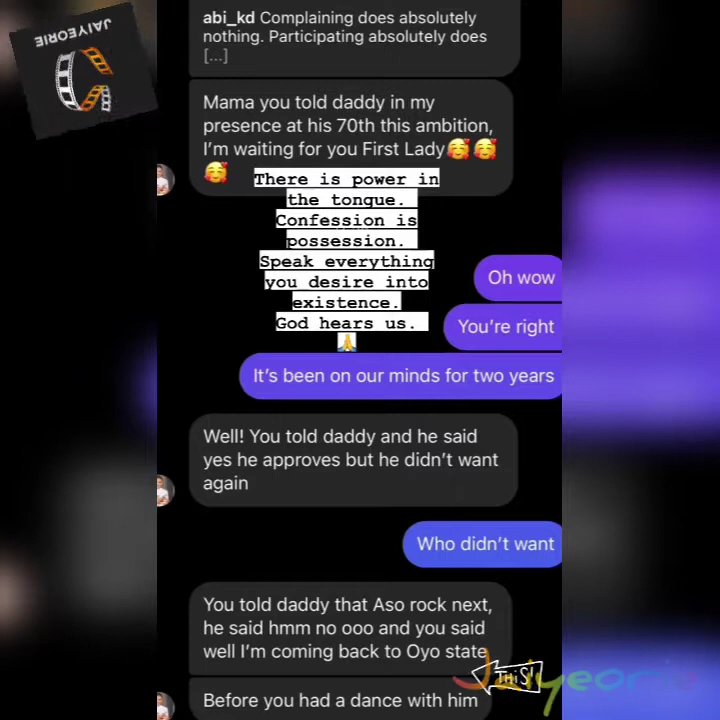 JAIYEORIE
abi_kd Complaining does absolutely
nothing. Participating absolutely does
[...]
Mama you told daddy in my
presence at his 70th this ambition,
I'm waiting for you First Lady🥰🥰
🥰
There is power in
the tongue.
Confession is
possession.
Speak everything
you desire into
existence.
God hears us.
🙏
Oh wow
You're right
It's been on our minds for two years
Well! You told daddy and he said
yes he approves but he didn't want
again
Who didn't want
You told daddy that Aso rock next,
he said hmm no ooo and you said
well I'm coming back to Oyo state
THIS!
Jaiyeorie
Before you had a dance with him